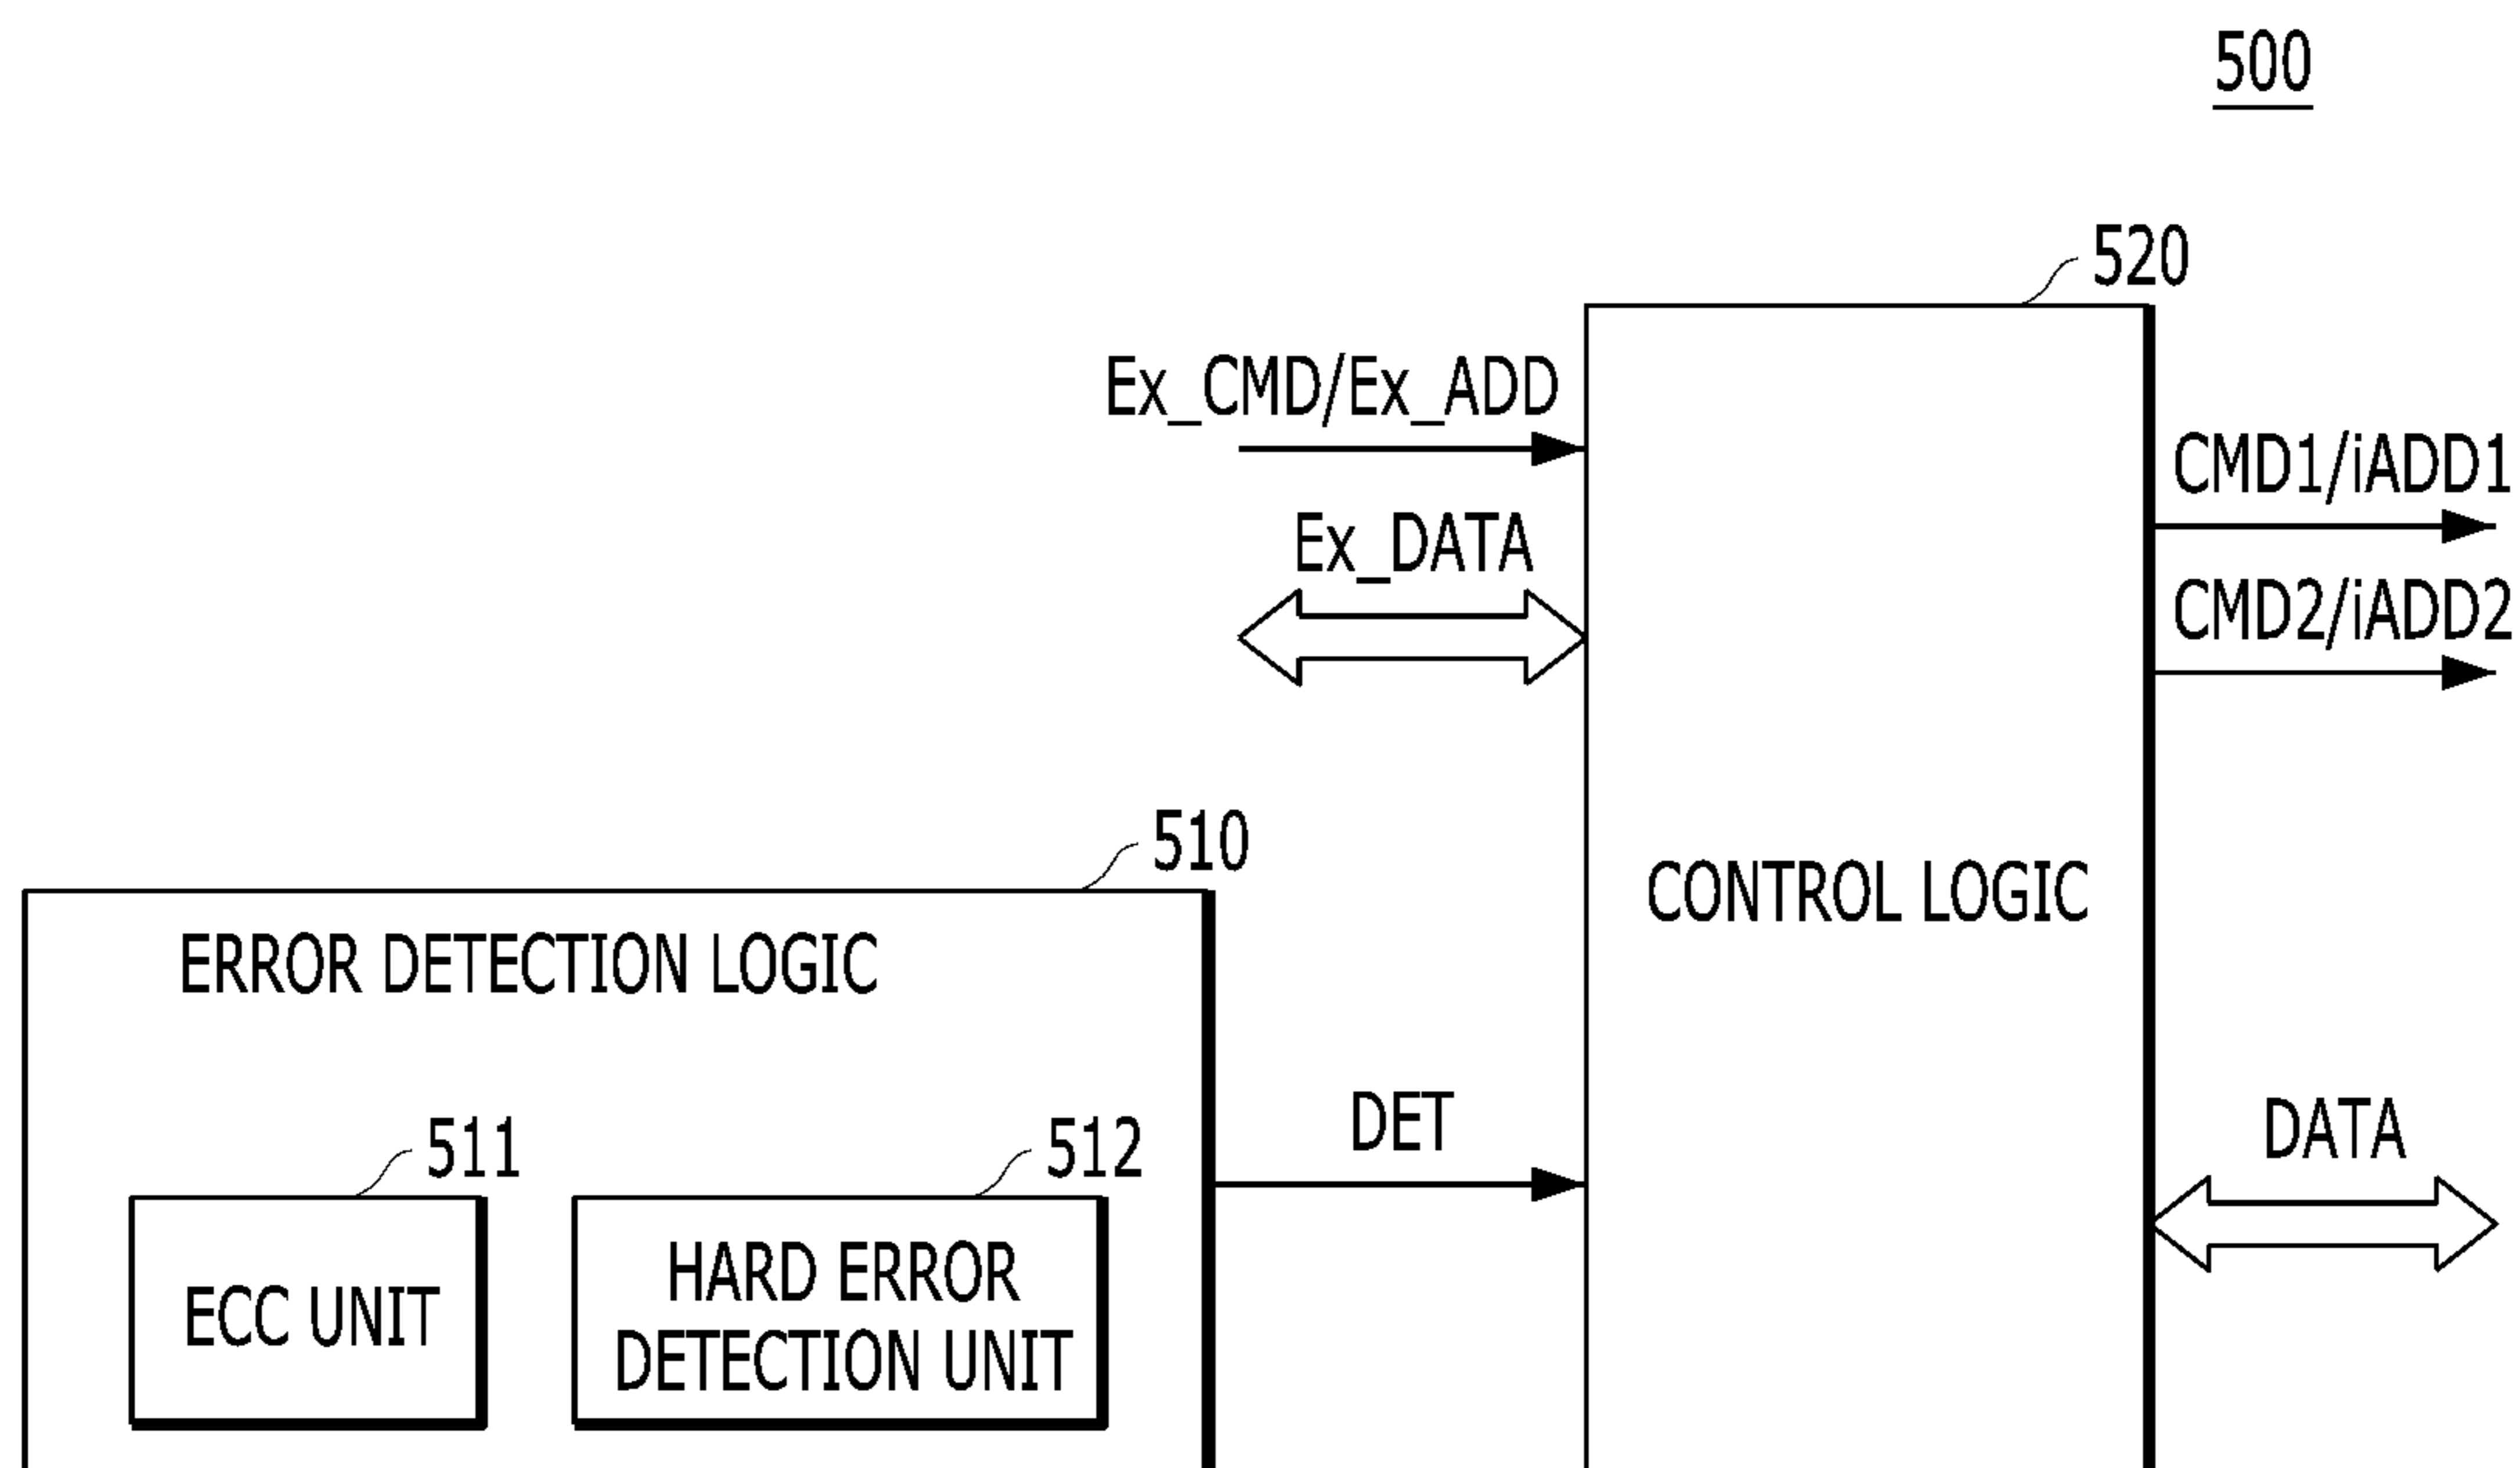 500
520
Ex_CMD/Ex_ADD
CMD1/iADD1
Ex_DATA
CMD2/iADD2
510
CONTROL LOGIC
ERROR DETECTION LOGIC
DET
DATA
511
512
ECC UNIT
HARD ERROR
DETECTION UNIT